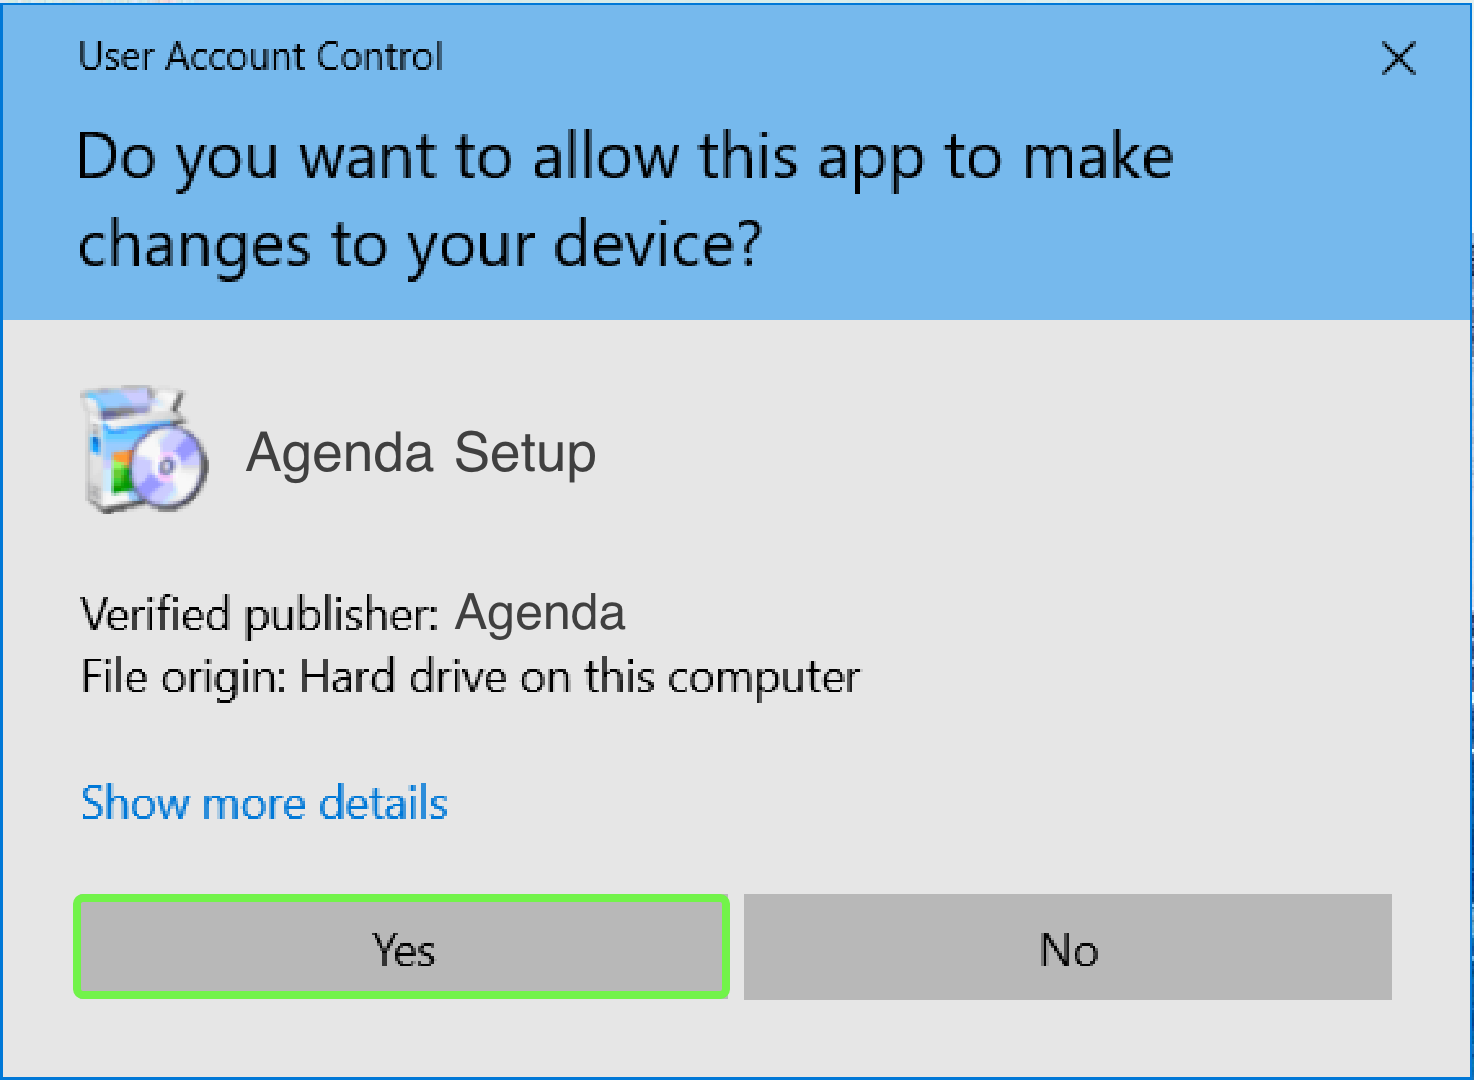 User Account Control
Do you want to allow this app to make
changes to your device?
Agenda Setup
Verified publisher: Agenda
File origin: Hard drive on this computer
Show more details
Yes
No